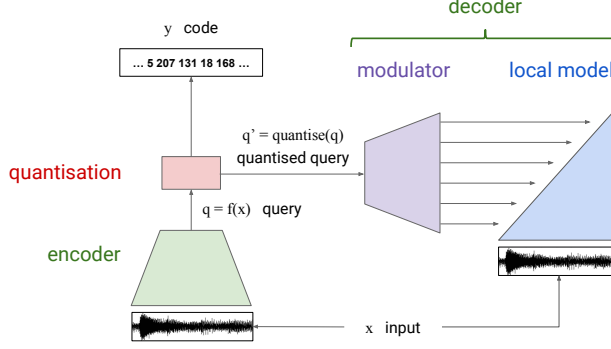 decoder
y code
... 5 207 131 18 168 ...
modulator
local model
q' = quantise(q)
quantised query
quantisation
q = f(x) query
encoder
x input